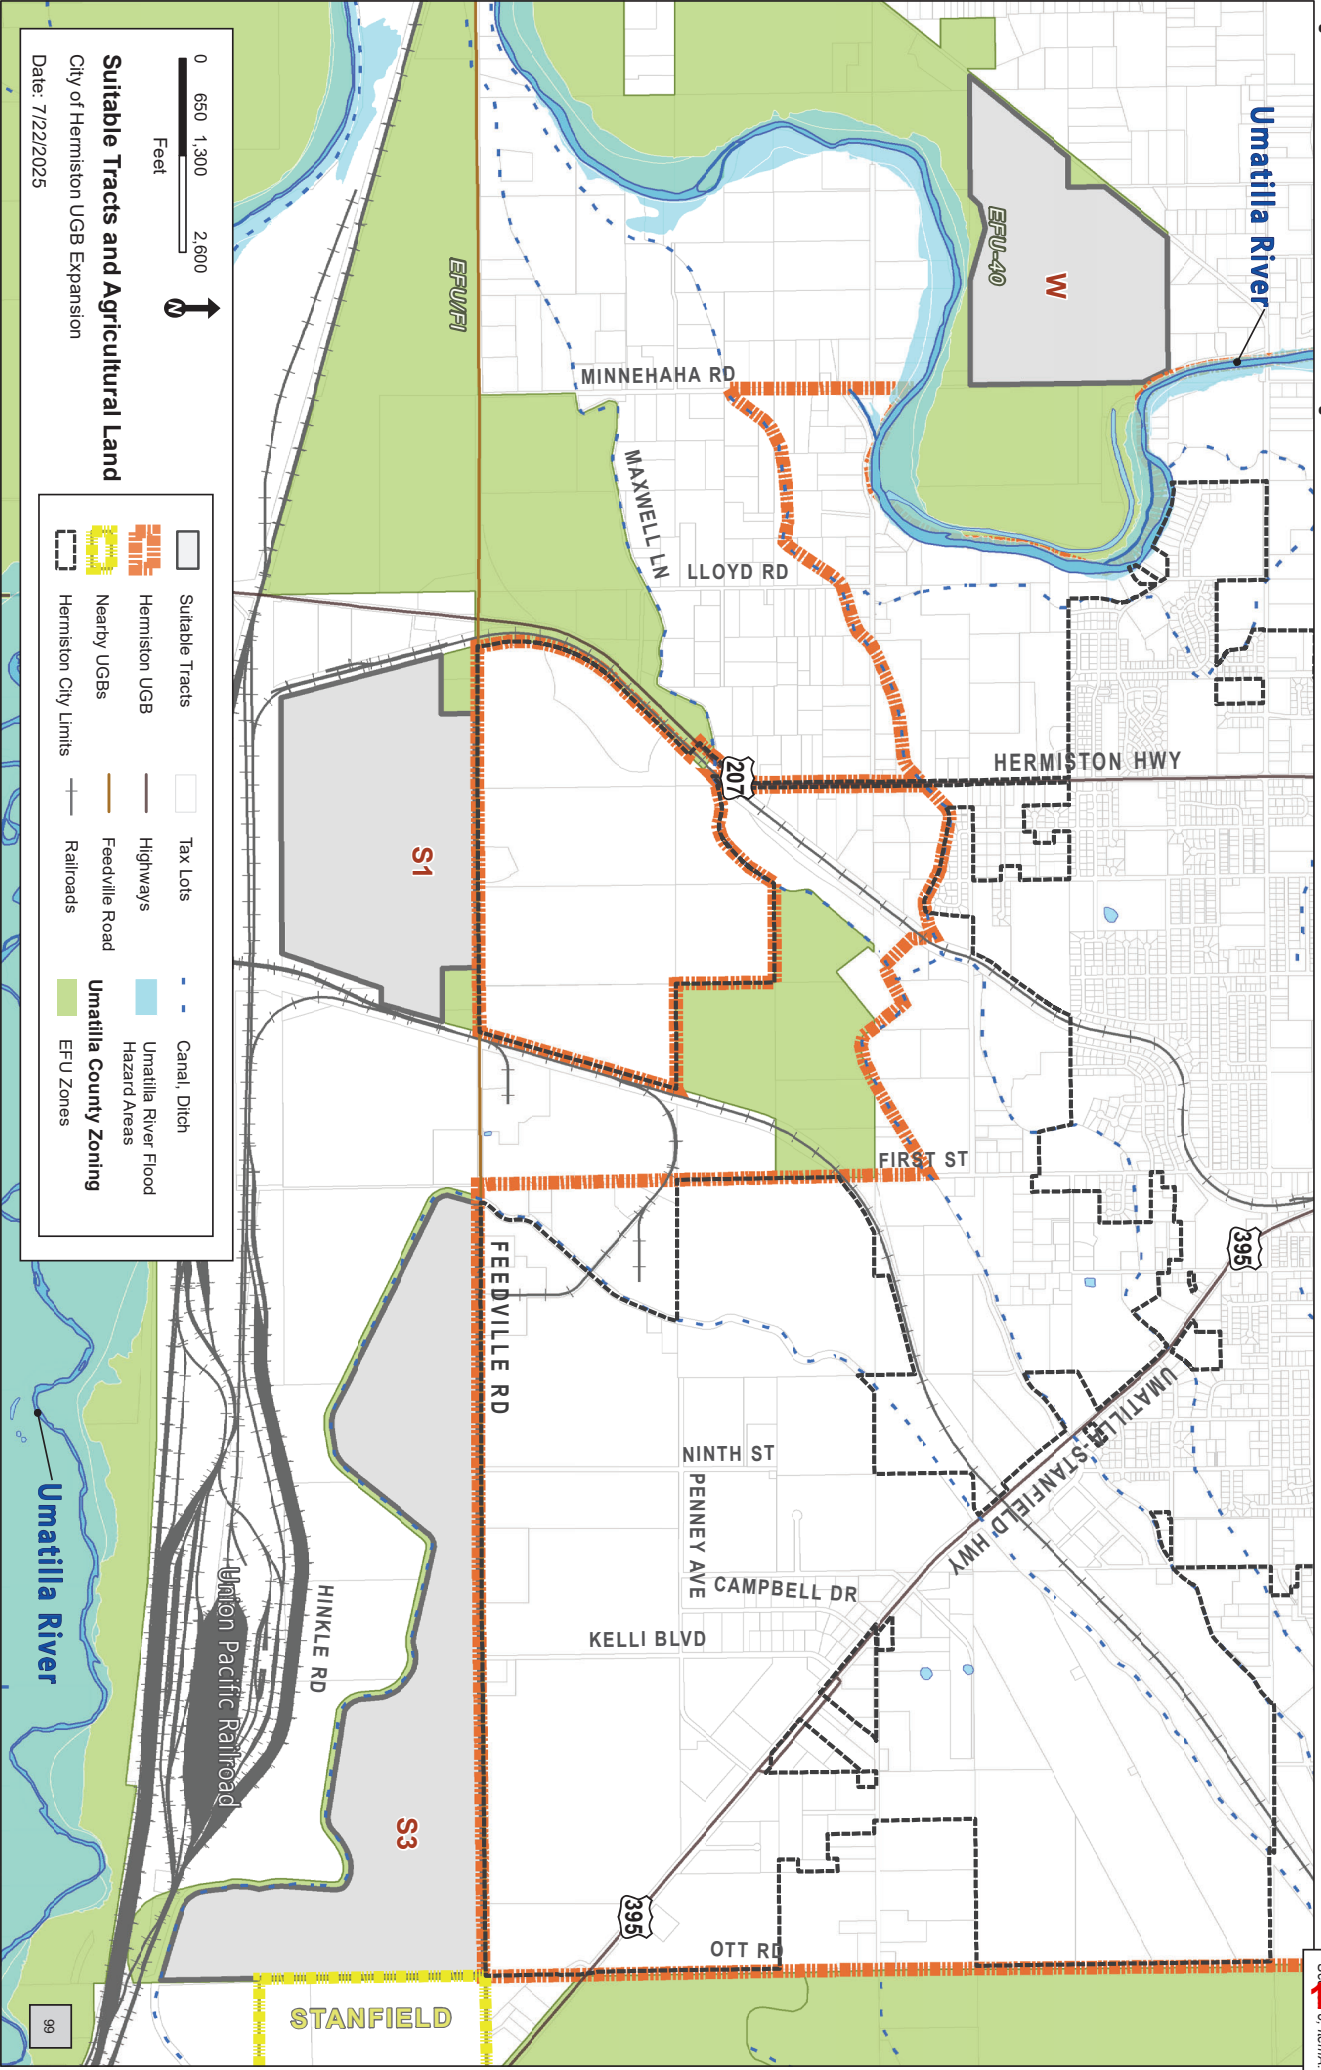 Umatilla River
W
EFU-40
395
HERMISTON HWY
UMATILLA-STANFIELD HWY
FIRST ST
207
LLOYD RD
MAXWELL LN
MINNEHAHA RD
NINTH ST
PENNEY AVE
CAMPBELL DR
KELLI BLVD
395
OTT RD
EFU/FI
FEEDVILLE RD
S1
S3
STANFIELD
HINKLE RD
Union Pacific Railroad
Umatilla River
0 650 1,300 2,600
Feet
N
Suitable Tracts and Agricultural Land
City of Hermiston UGB Expansion
Date: 7/22/2025
Suitable Tracts
Hermiston UGB
Nearby UGBs
Hermiston City Limits
Tax Lots
Highways
Feedville Road
Railroads
Canal, Ditch
Umatilla River Flood
Hazard Areas
Umatilla County Zoning
EFU Zones
99